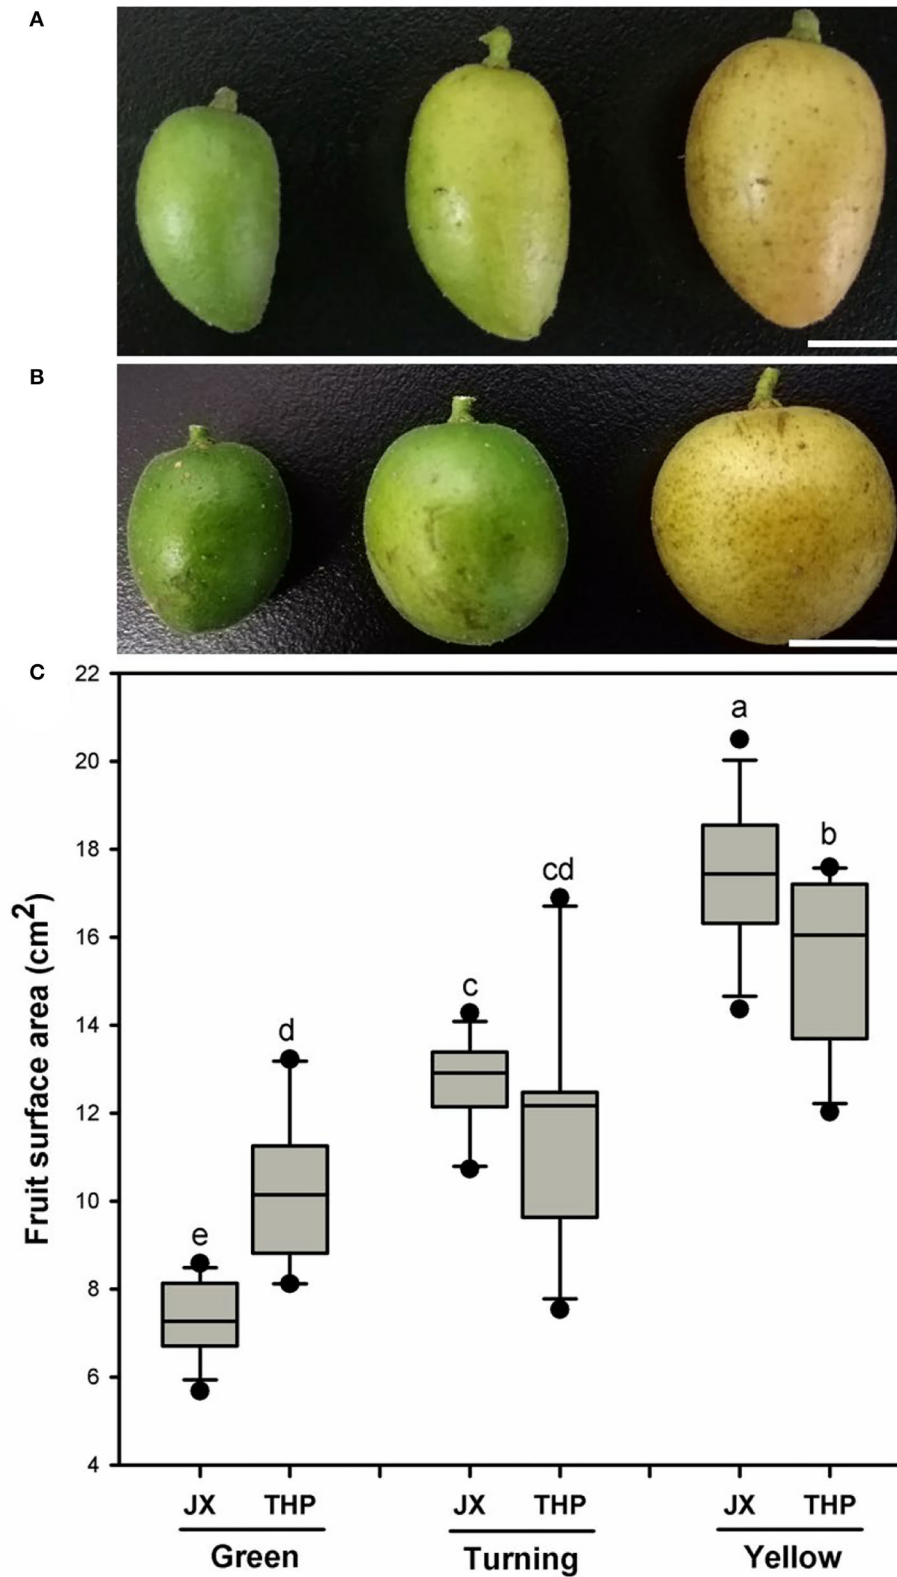 A
B
C
22
20
18
16
14
12
10
8
6
4
Fruit surface area (cm²)
e
d
c
cd
a
b
JX THP JX THP JX THP
Green Turning Yellow